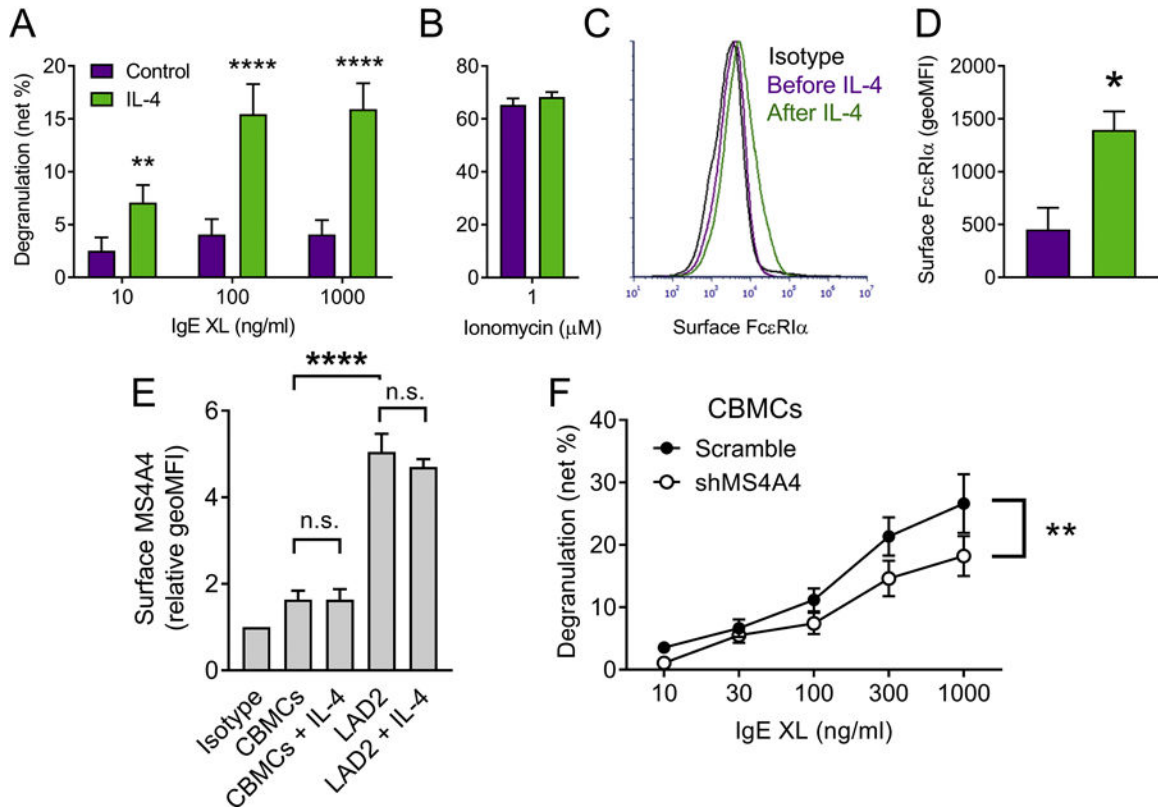 A
Degranulation (net %)
20
15
10
5
0
Control
IL-4
**
****
****
10
100
1000
IgE XL (ng/ml)
B
80
60
40
20
0
1
Ionomycin (μM)
C
Isotype
Before IL-4
After IL-4
10¹
10²
10³
10⁴
10⁵
10⁶
10⁷
Surface FcεRIα
D
Surface FcεRIα (geoMFI)
2000
1500
1000
500
0
*
E
Surface MS4A4
(relative geoMFI)
6
4
2
0
****
n.s.
n.s.
Isotype
CBMCs
CBMCs + IL-4
LAD2
LAD2 + IL-4
F
CBMCs
Scramble
shMS4A4
Degranulation (net %)
40
30
20
10
0
**
10
30
100
300
1000
IgE XL (ng/ml)